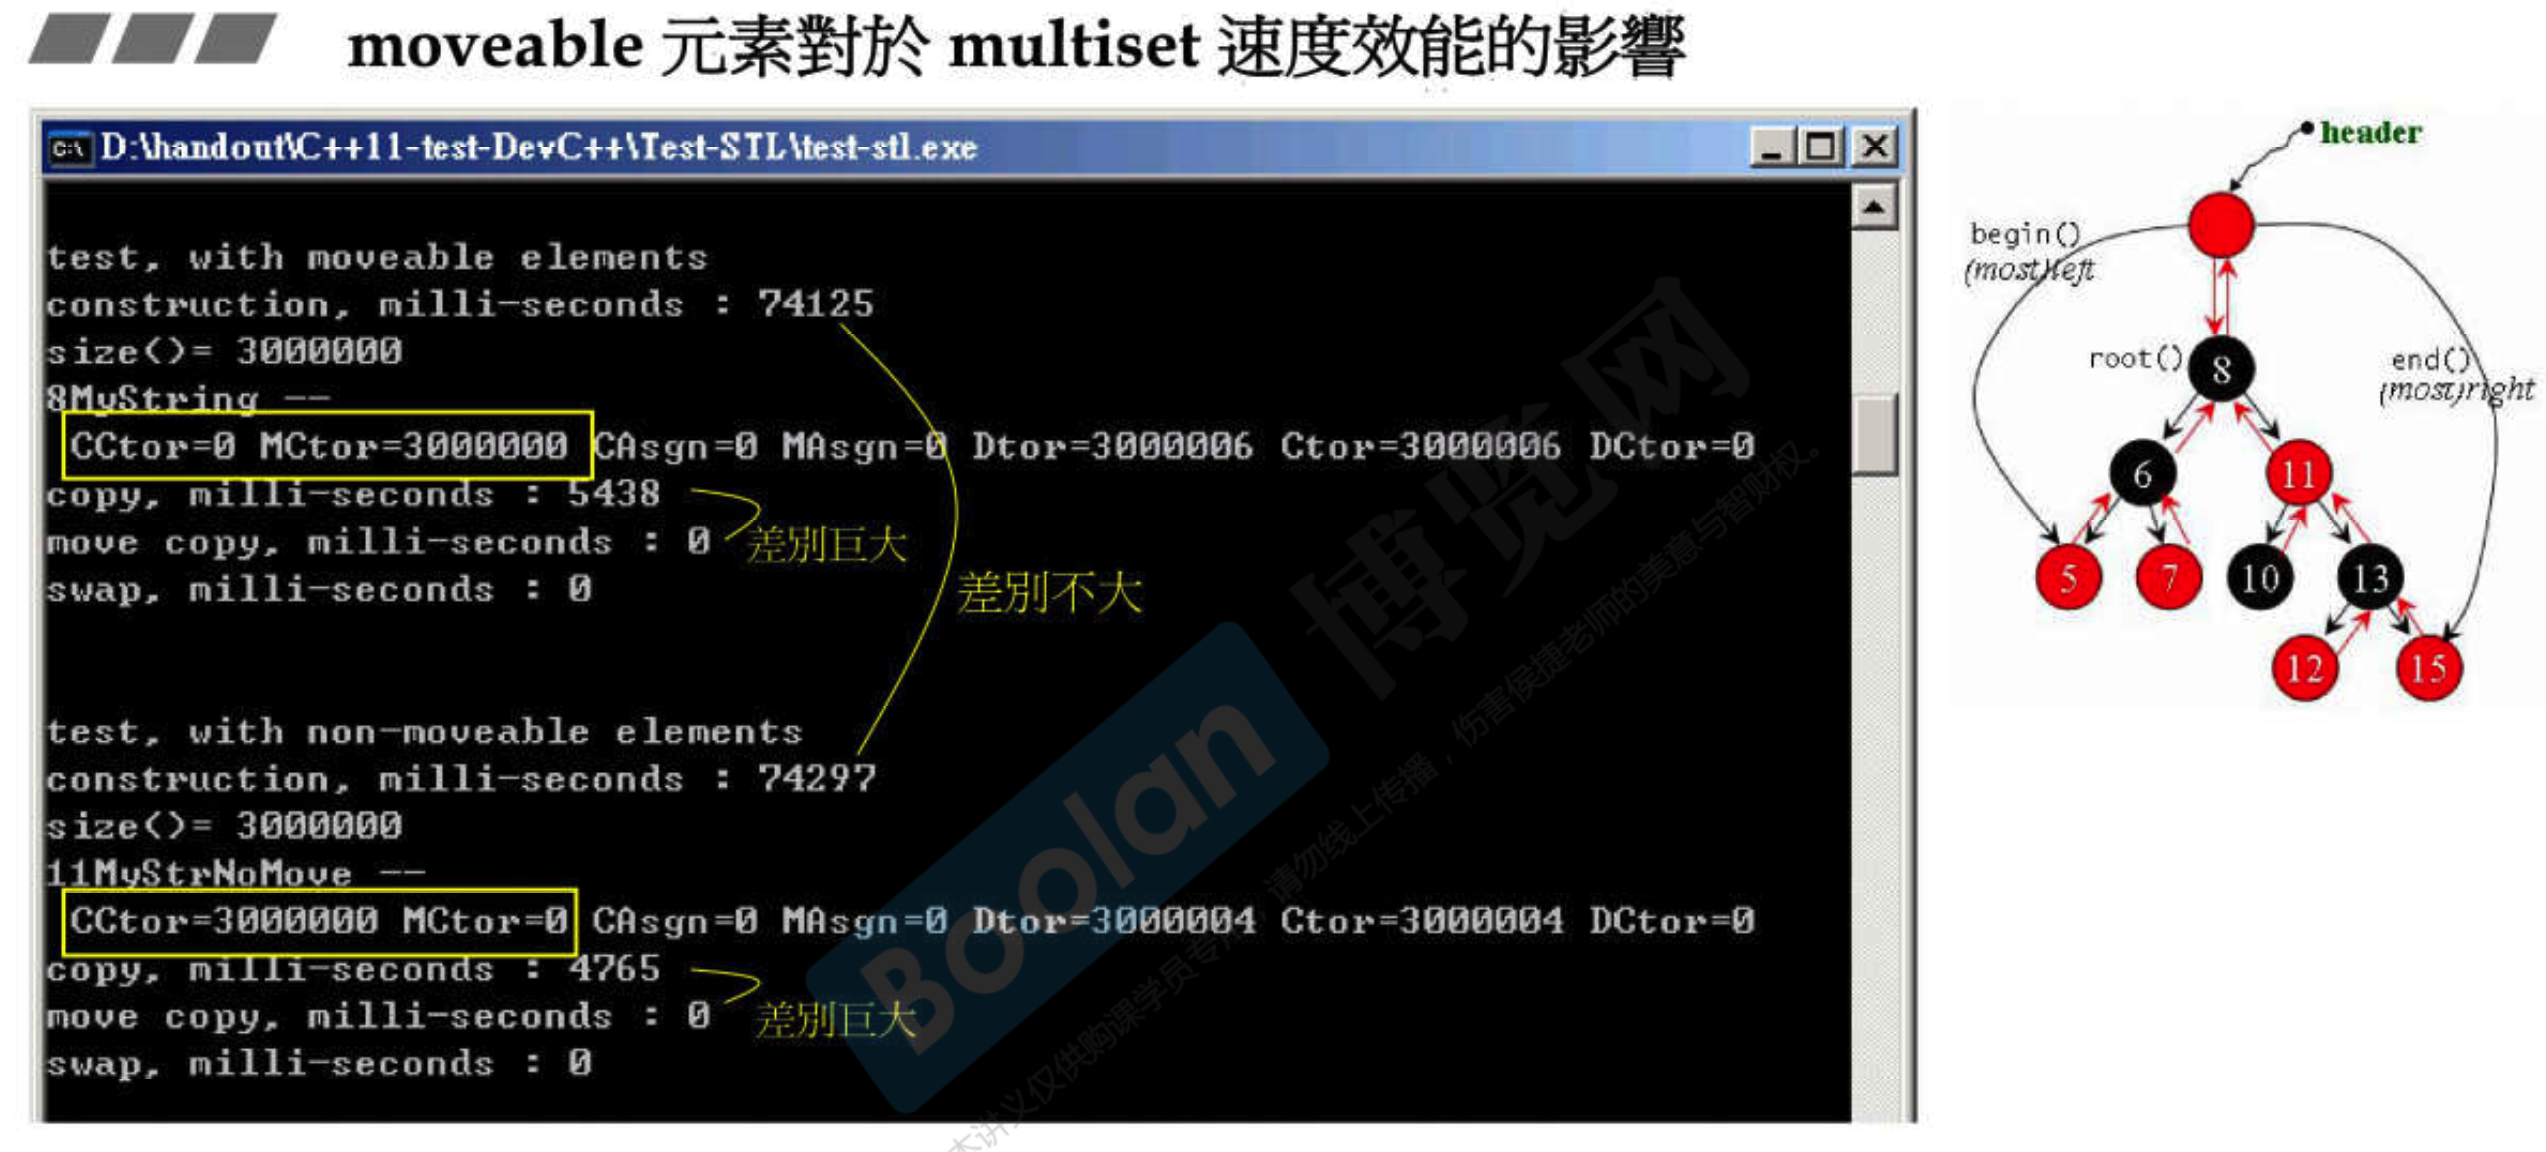 moveable 元素對於 multiset 速度效能的影響
D:\handout\C++11-test-DevC++\Test-STL\test-stl.exe
test, with moveable elements
construction, milli-seconds : 74125
size()= 3000000
8MyString --
CCtor=0 MCtor=3000000 CAsgn=0 MAsgn=0 Dtor=3000006 Ctor=3000006 DCtor=0
copy, milli-seconds : 5438
move copy, milli-seconds : 0
差別巨大
swap, milli-seconds : 0
差別不大
test, with non-moveable elements
construction, milli-seconds : 74297
size()= 3000000
11MyStrNoMove --
CCtor=3000000 MCtor=0 CAsgn=0 MAsgn=0 Dtor=3000004 Ctor=3000004 DCtor=0
copy, milli-seconds : 4765
move copy, milli-seconds : 0
差別巨大
swap, milli-seconds : 0
header
begin()
(most)left
root()
end()
(most)right
8
6
11
5
7
10
13
12
15
Boolan 博览网
本讲义仅供购课学员专用,请勿线上传播,伤害侯捷老师的美意与智财权。